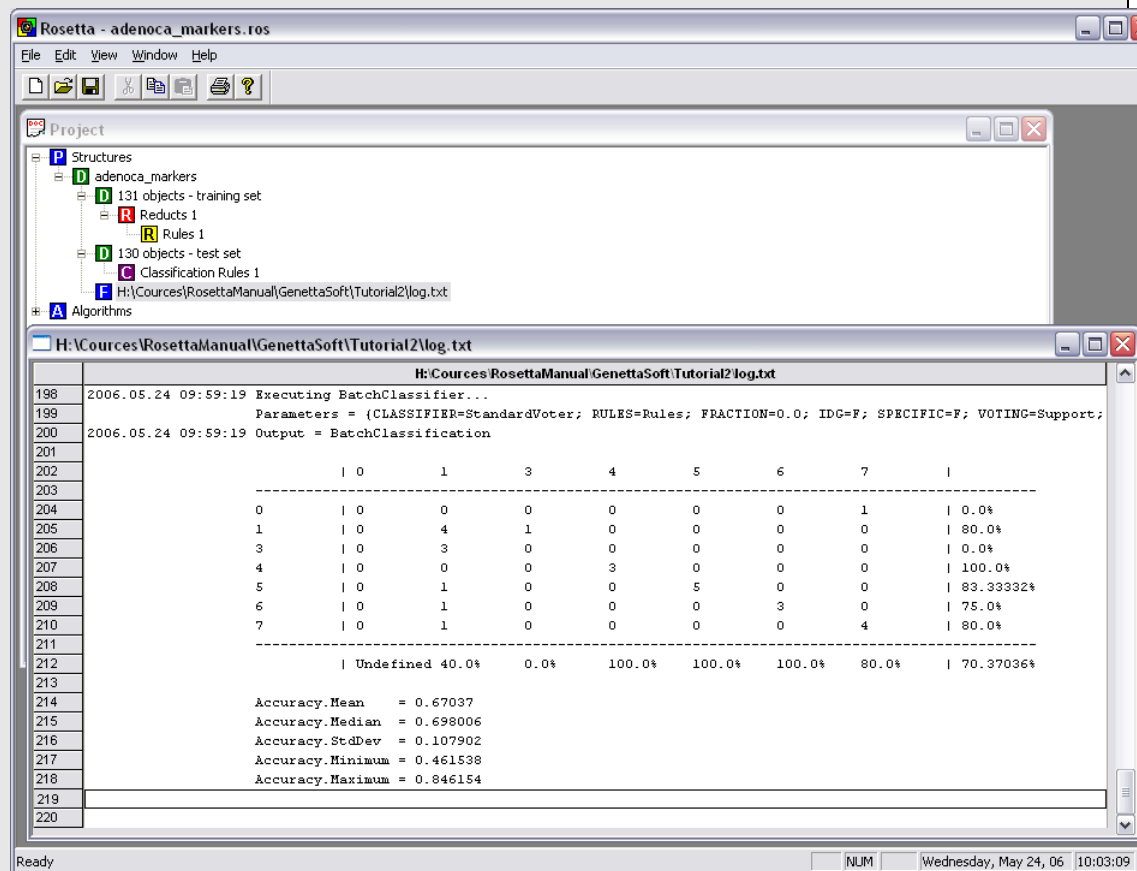 Rosetta - adenoca_markers.ros
File Edit View Window Help
Project
P Structures
D adenoca_markers
D 131 objects - training set
R Reducts 1
R Rules 1
D 130 objects - test set
C Classification Rules 1
F H:\Cources\RosettaManual\GenettaSoft\Tutorial2\log.txt
A Algorithms
H:\Cources\RosettaManual\GenettaSoft\Tutorial2\log.txt
H:\Cources\RosettaManual\GenettaSoft\Tutorial2\log.txt
198 2006.05.24 09:59:19 Executing BatchClassifier...
199 Parameters = {CLASSIFIER=StandardVoter; RULES=Rules; FRACTION=0.0; IDG=F; SPECIFIC=F; VOTING=Support;
200 2006.05.24 09:59:19 Output = BatchClassification
201
202 | 0 1 3 4 5 6 7 |
203 ---------------------------------------------------------------------------------------------
204 0 | 0 0 0 0 0 0 1 | 0.0%
205 1 | 0 4 1 0 0 0 0 | 80.0%
206 3 | 0 3 0 0 0 0 0 | 0.0%
207 4 | 0 0 0 3 0 0 0 | 100.0%
208 5 | 0 1 0 0 5 0 0 | 83.33332%
209 6 | 0 1 0 0 0 3 0 | 75.0%
210 7 | 0 1 0 0 0 0 4 | 80.0%
211 ---------------------------------------------------------------------------------------------
212 | Undefined 40.0% 0.0% 100.0% 100.0% 100.0% 80.0% | 70.37036%
213
214 Accuracy.Mean = 0.67037
215 Accuracy.Median = 0.698006
216 Accuracy.StdDev = 0.107902
217 Accuracy.Minimum = 0.461538
218 Accuracy.Maximum = 0.846154
219
220
Ready NUM Wednesday, May 24, 06 10:03:09